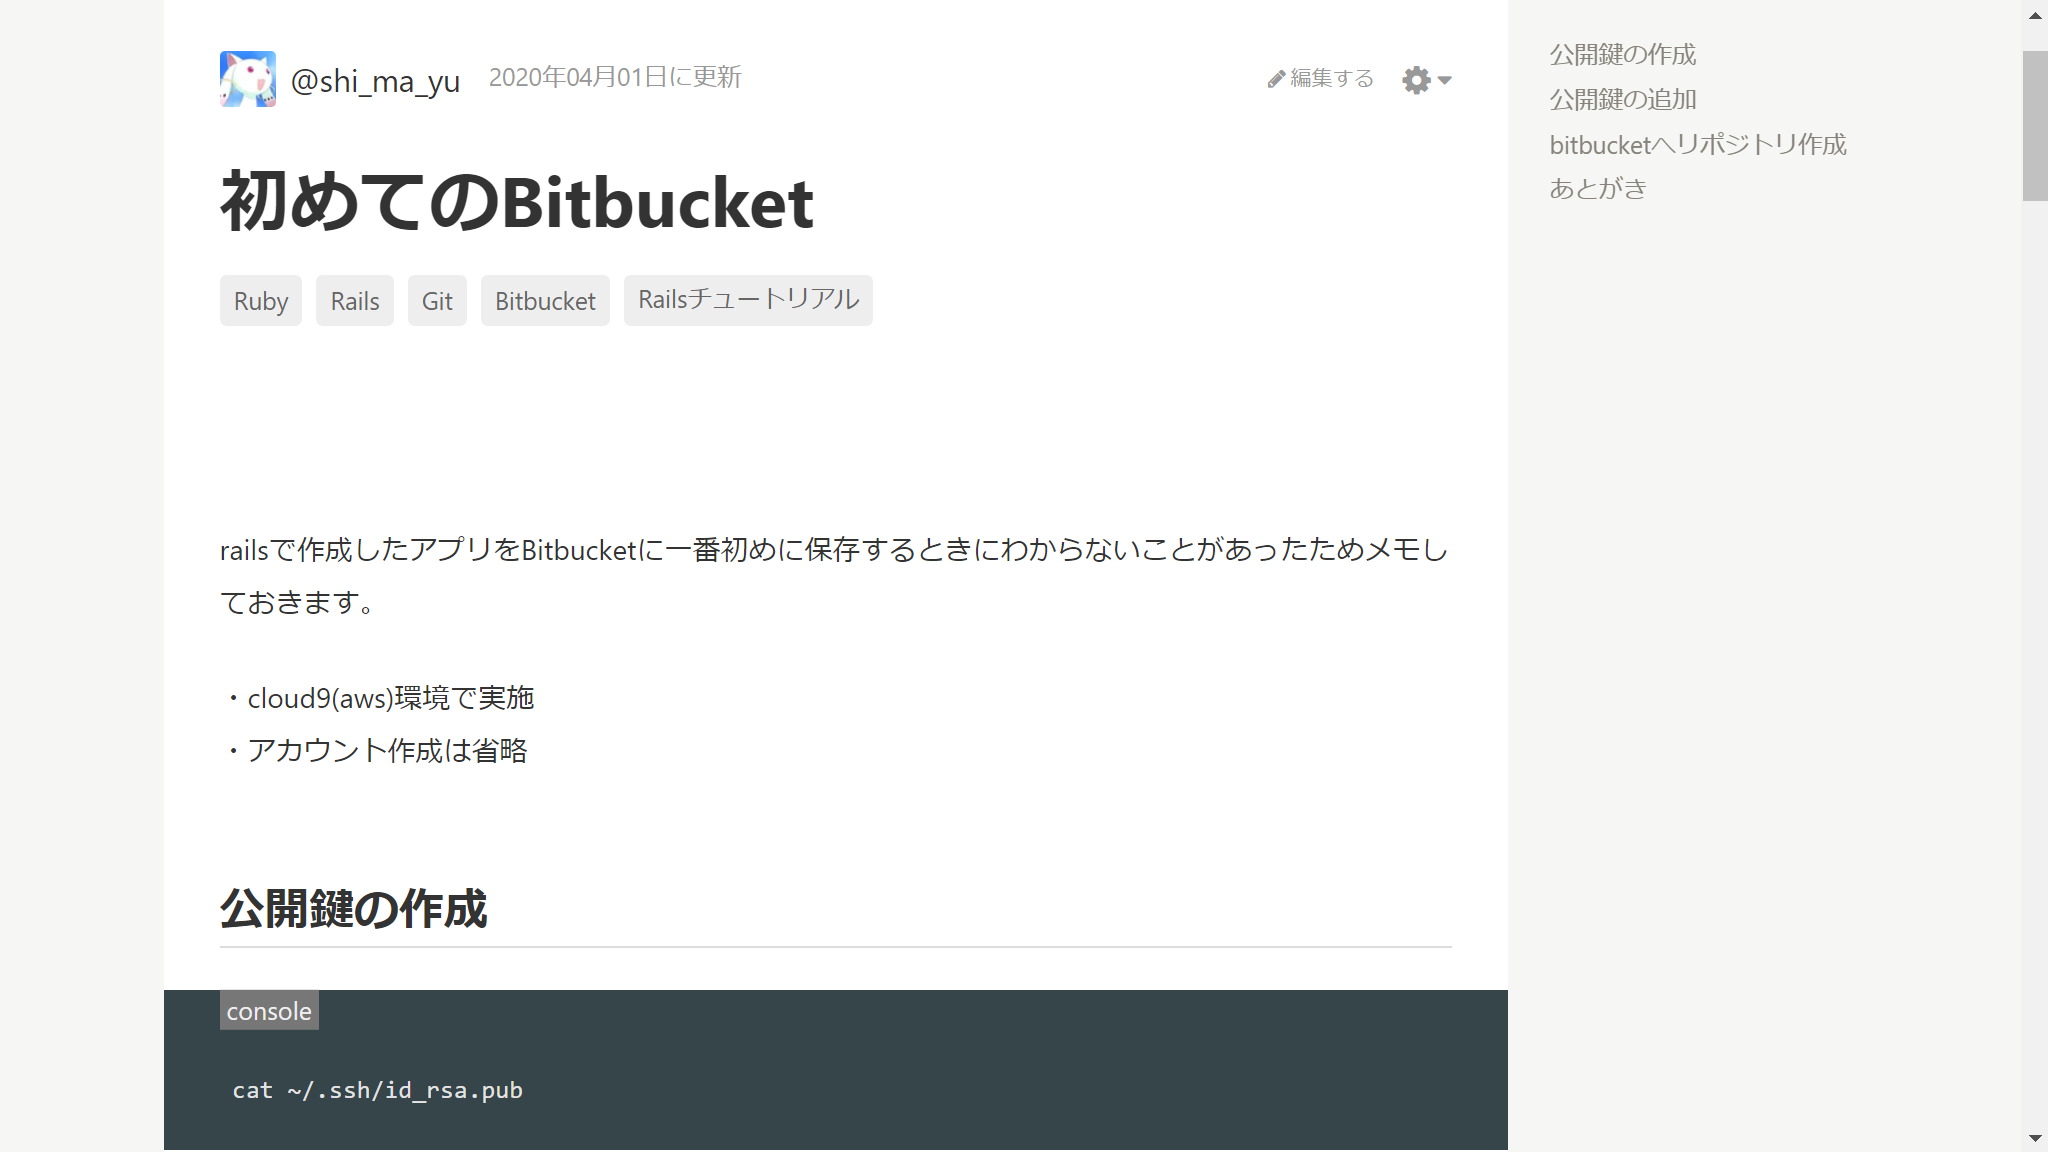 @shi_ma_yu 2020年04月01日に更新 編集する
初めてのBitbucket
Ruby Rails Git Bitbucket Railsチュートリアル
railsで作成したアプリをBitbucketに一番初めに保存するときにわからないことがあったためメモし
ておきます。
・cloud9(aws)環境で実施
・アカウント作成は省略
公開鍵の作成
console
cat ~/.ssh/id_rsa.pub
公開鍵の作成
公開鍵の追加
bitbucketへリポジトリ作成
あとがき